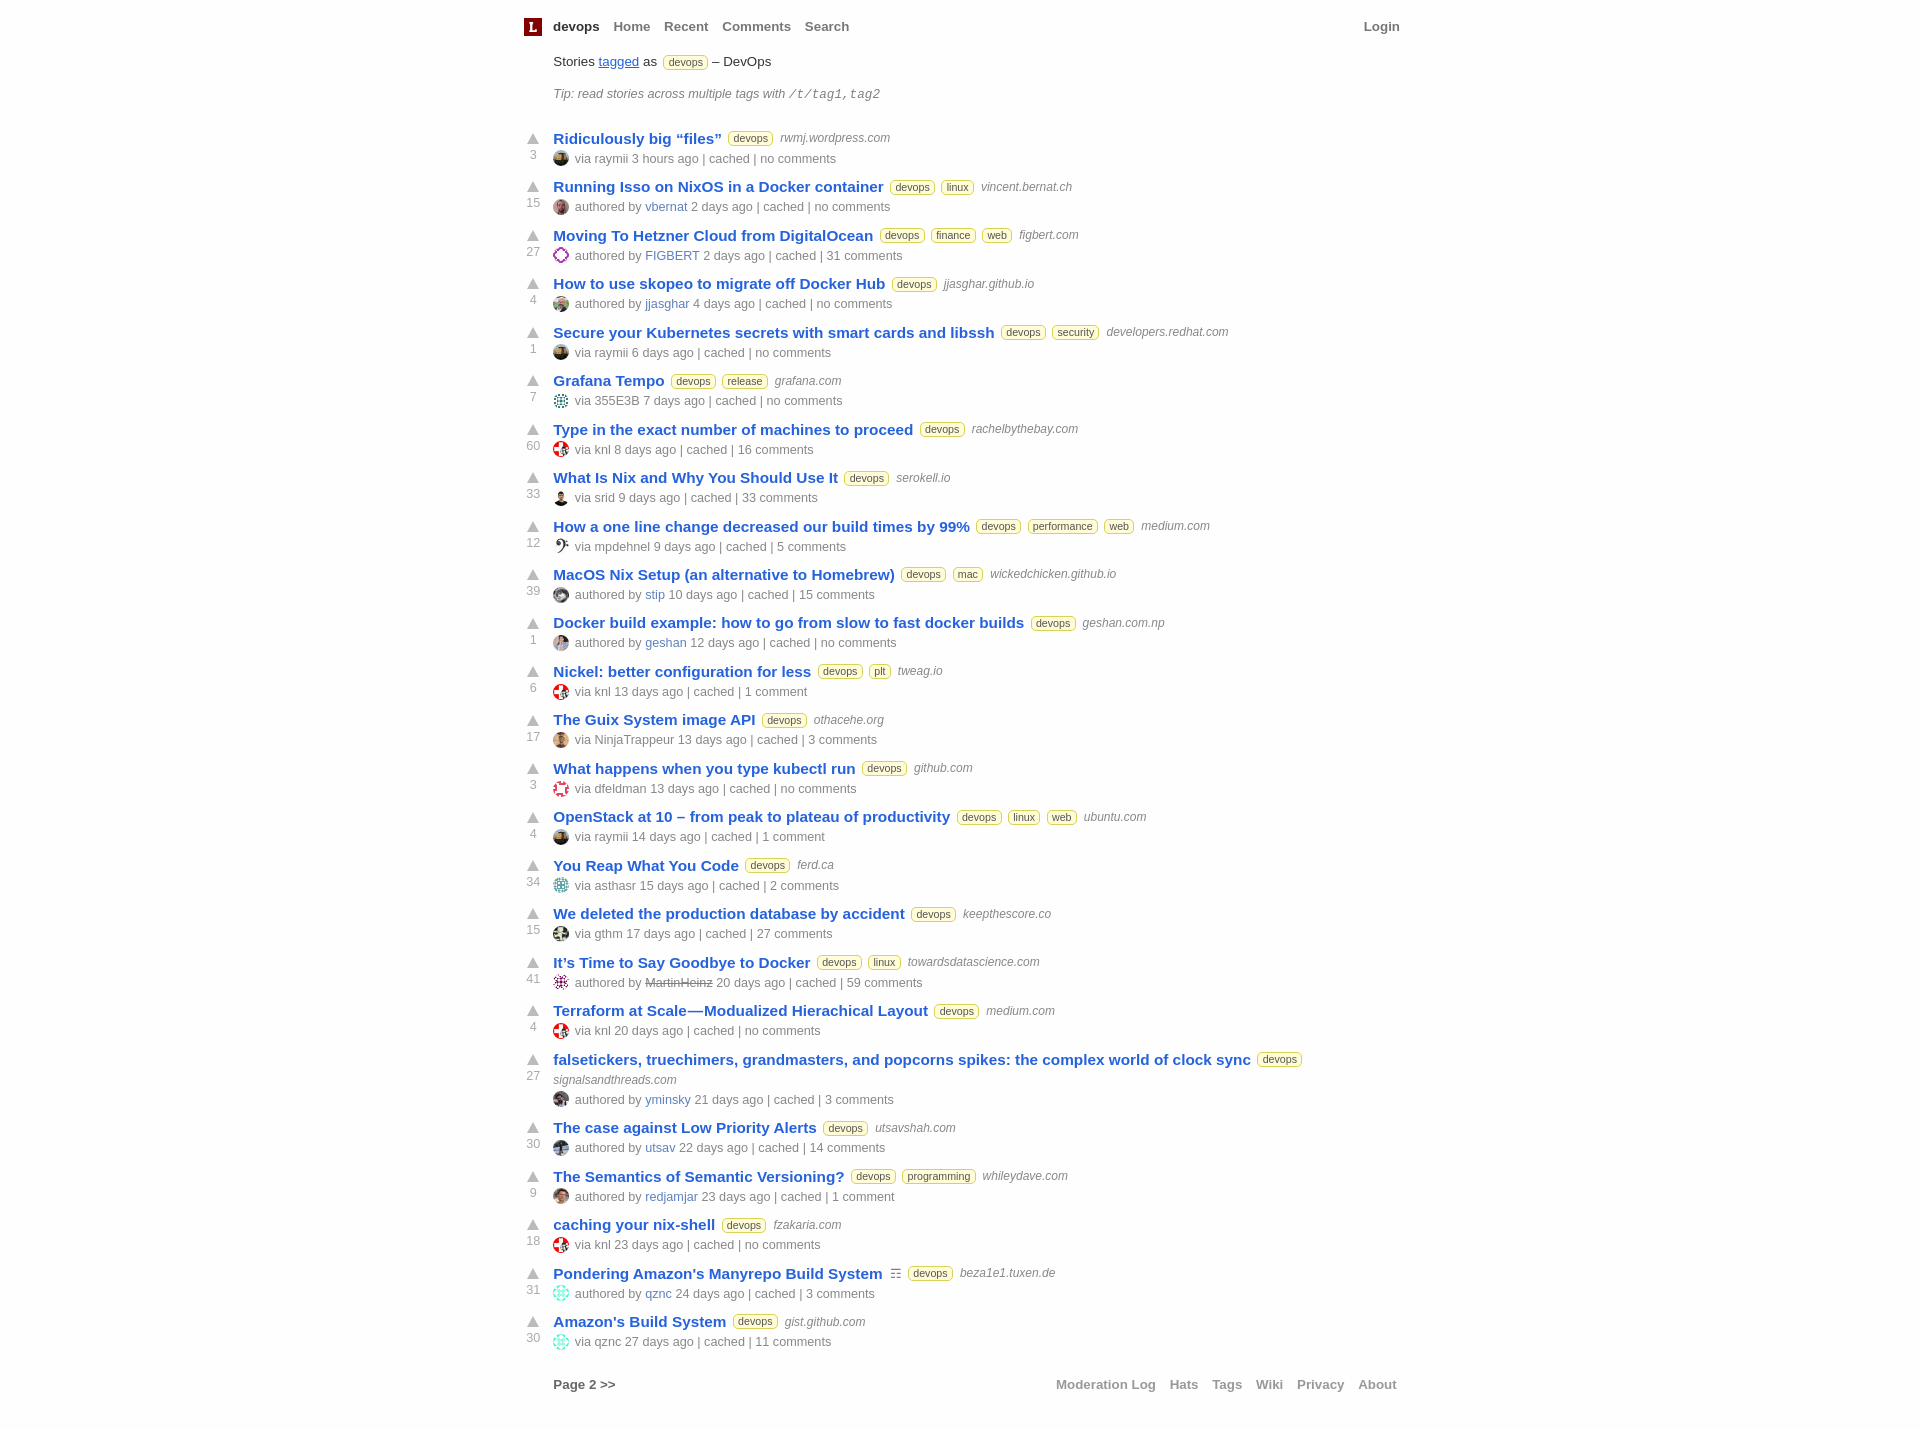 L devops Home Recent Comments Search Login
Stories tagged as devops – DevOps
Tip: read stories across multiple tags with /t/tag1,tag2
Ridiculously big “files” devops rwmj.wordpress.com
3 via raymii 3 hours ago | cached | no comments
Running Isso on NixOS in a Docker container devops linux vincent.bernat.ch
15 authored by vbernat 2 days ago | cached | no comments
Moving To Hetzner Cloud from DigitalOcean devops finance web figbert.com
27 authored by FIGBERT 2 days ago | cached | 31 comments
How to use skopeo to migrate off Docker Hub devops jjasghar.github.io
4 authored by jjasghar 4 days ago | cached | no comments
Secure your Kubernetes secrets with smart cards and libssh devops security developers.redhat.com
1 via raymii 6 days ago | cached | no comments
Grafana Tempo devops release grafana.com
7 via 355E3B 7 days ago | cached | no comments
Type in the exact number of machines to proceed devops rachelbythebay.com
60 via knl 8 days ago | cached | 16 comments
What Is Nix and Why You Should Use It devops serokell.io
33 via srid 9 days ago | cached | 33 comments
How a one line change decreased our build times by 99% devops performance web medium.com
12 via mpdehnel 9 days ago | cached | 5 comments
MacOS Nix Setup (an alternative to Homebrew) devops mac wickedchicken.github.io
39 authored by stip 10 days ago | cached | 15 comments
Docker build example: how to go from slow to fast docker builds devops geshan.com.np
1 authored by geshan 12 days ago | cached | no comments
Nickel: better configuration for less devops plt tweag.io
6 via knl 13 days ago | cached | 1 comment
The Guix System image API devops othacehe.org
17 via NinjaTrappeur 13 days ago | cached | 3 comments
What happens when you type kubectl run devops github.com
3 via dfeldman 13 days ago | cached | no comments
OpenStack at 10 – from peak to plateau of productivity devops linux web ubuntu.com
4 via raymii 14 days ago | cached | 1 comment
You Reap What You Code devops ferd.ca
34 via asthasr 15 days ago | cached | 2 comments
We deleted the production database by accident devops keepthescore.co
15 via gthm 17 days ago | cached | 27 comments
It’s Time to Say Goodbye to Docker devops linux towardsdatascience.com
41 authored by MartinHeinz 20 days ago | cached | 59 comments
Terraform at Scale — Modualized Hierachical Layout devops medium.com
4 via knl 20 days ago | cached | no comments
falsetickers, truechimers, grandmasters, and popcorns spikes: the complex world of clock sync devops
27 signalsandthreads.com
authored by yminsky 21 days ago | cached | 3 comments
The case against Low Priority Alerts devops utsavshah.com
30 authored by utsav 22 days ago | cached | 14 comments
The Semantics of Semantic Versioning? devops programming whileydave.com
9 authored by redjamjar 23 days ago | cached | 1 comment
caching your nix-shell devops fzakaria.com
18 via knl 23 days ago | cached | no comments
Pondering Amazon's Manyrepo Build System ☶ devops beza1e1.tuxen.de
31 authored by qznc 24 days ago | cached | 3 comments
Amazon's Build System devops gist.github.com
30 via qznc 27 days ago | cached | 11 comments
Page 2 >> Moderation Log Hats Tags Wiki Privacy About